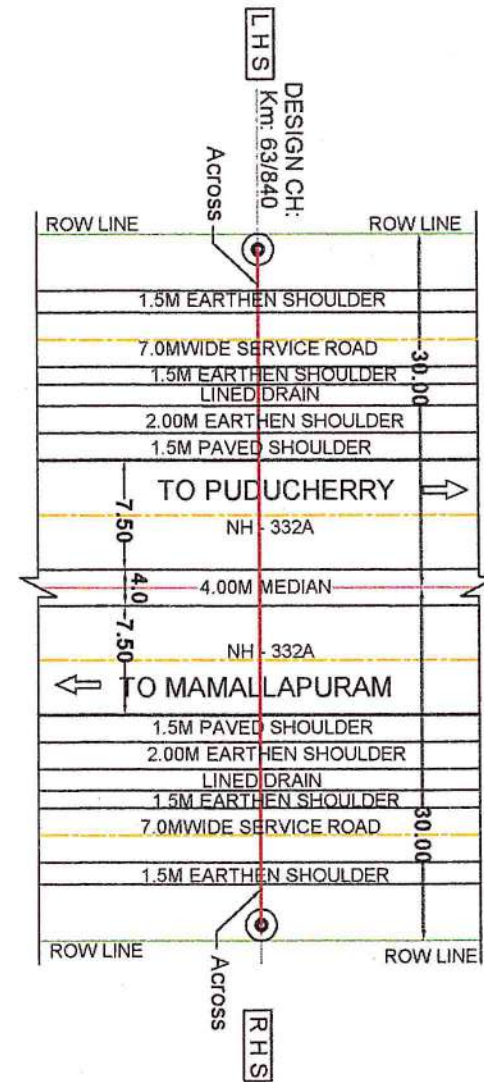 LHS
DESIGN CH:
Km: 63/840
Across
ROW LINE
ROW LINE
1.5M EARTHEN SHOULDER
7.0MWIDE SERVICE ROAD
30.00
1.5M EARTHEN SHOULDER
LINED DRAIN
2.00M EARTHEN SHOULDER
1.5M PAVED SHOULDER
TO PUDUCHERRY
7.50
NH - 332A
4.0
4.00M MEDIAN
7.50
NH - 332A
TO MAMALLAPURAM
1.5M PAVED SHOULDER
2.00M EARTHEN SHOULDER
LINED DRAIN
1.5M EARTHEN SHOULDER
7.0MWIDE SERVICE ROAD
30.00
1.5M EARTHEN SHOULDER
ROW LINE
ROW LINE
Across
RHS